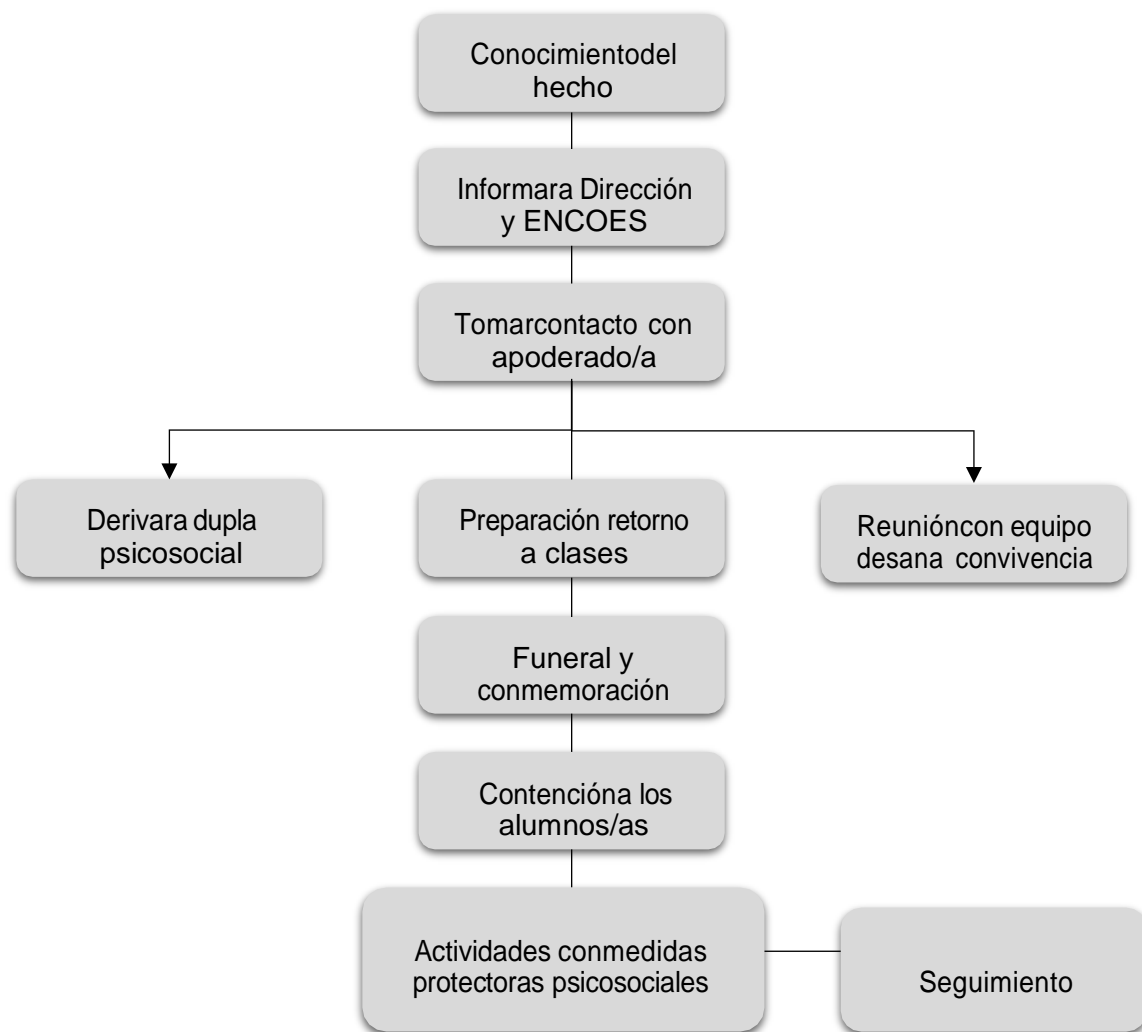 Conocimientodel
hecho
Informara Dirección
y ENCOES
Tomarcontacto con
apoderado/a
Derivara dupla
psicosocial
Preparación retorno
a clases
Reunióncon equipo
desana convivencia
Funeral y
conmemoración
Contencióna los
alumnos/as
Actividades conmedidas
protectoras psicosociales
Seguimiento